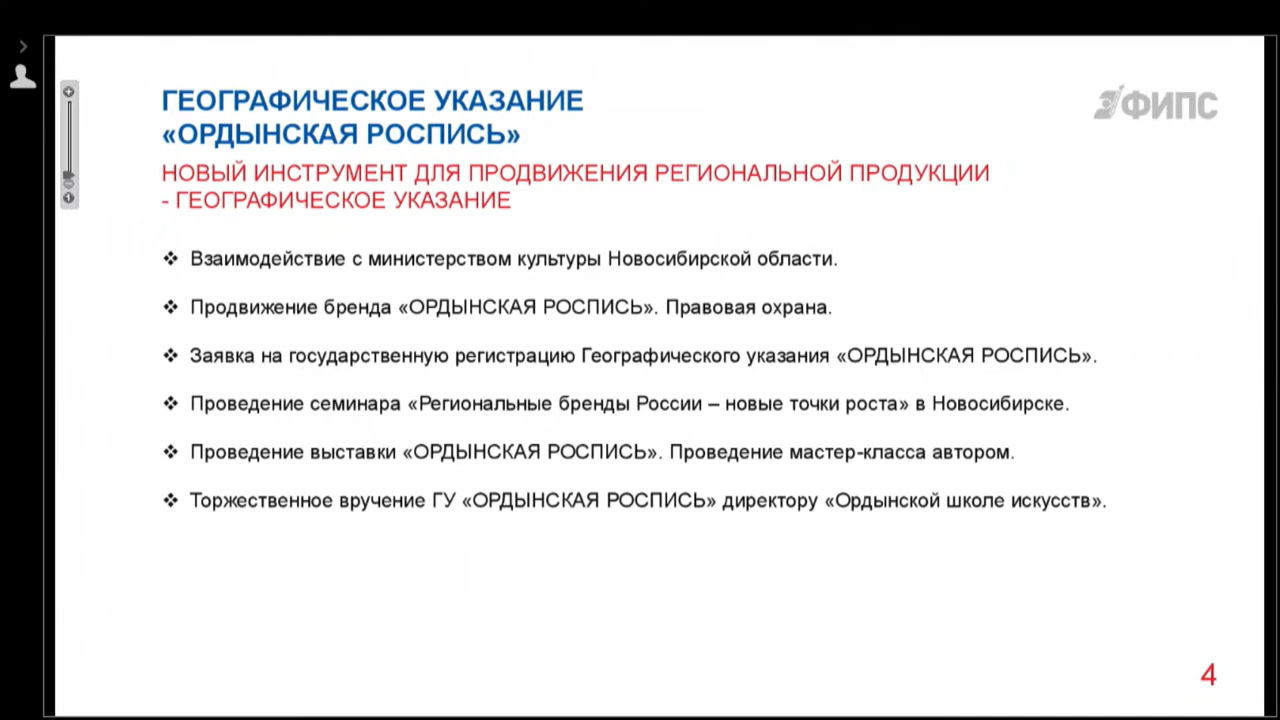 ГЕОГРАФИЧЕСКОЕ УКАЗАНИЕ
«ОРДЫНСКАЯ РОСПИСЬ»
ФИПС
НОВЫЙ ИНСТРУМЕНТ ДЛЯ ПРОДВИЖЕНИЯ РЕГИОНАЛЬНОЙ ПРОДУКЦИИ
- ГЕОГРАФИЧЕСКОЕ УКАЗАНИЕ
❖ Взаимодействие с министерством культуры Новосибирской области.
❖ Продвижение бренда «ОРДЫНСКАЯ РОСПИСЬ». Правовая охрана.
❖ Заявка на государственную регистрацию Географического указания «ОРДЫНСКАЯ РОСПИСЬ».
❖ Проведение семинара «Региональные бренды России – новые точки роста» в Новосибирске.
❖ Проведение выставки «ОРДЫНСКАЯ РОСПИСЬ». Проведение мастер-класса автором.
❖ Торжественное вручение ГУ «ОРДЫНСКАЯ РОСПИСЬ» директору «Ордынской школе искусств».
4